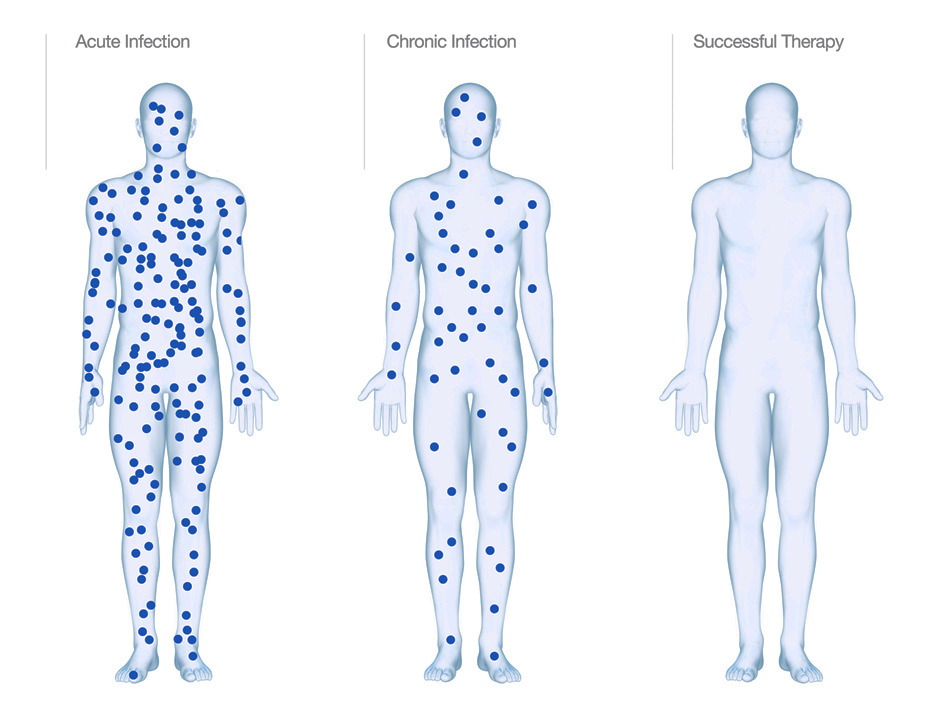 Acute Infection
Chronic Infection
Successful Therapy